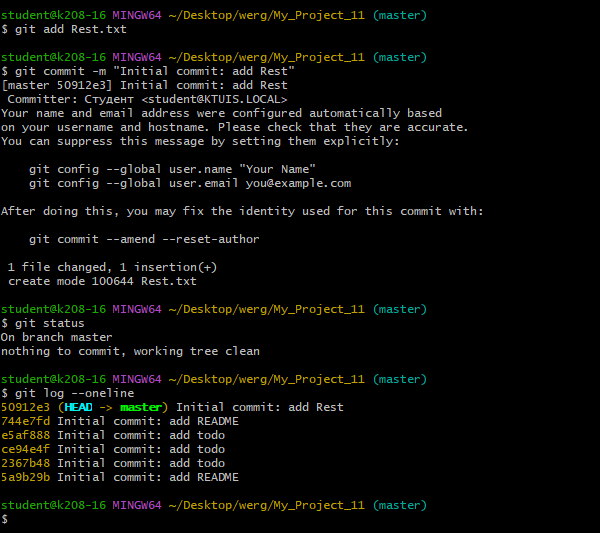 student@k208-16 MINGW64 ~/Desktop/werg/My_Project_11 (master)
$ git add Rest.txt
student@k208-16 MINGW64 ~/Desktop/werg/My_Project_11 (master)
$ git commit -m "Initial commit: add Rest"
[master 50912e3] Initial commit: add Rest
 Committer: Студент <student@KTUIS.LOCAL>
Your name and email address were configured automatically based
on your username and hostname. Please check that they are accurate.
You can suppress this message by setting them explicitly:
    git config --global user.name "Your Name"
    git config --global user.email you@example.com
After doing this, you may fix the identity used for this commit with:
    git commit --amend --reset-author
 1 file changed, 1 insertion(+)
 create mode 100644 Rest.txt
student@k208-16 MINGW64 ~/Desktop/werg/My_Project_11 (master)
$ git status
On branch master
nothing to commit, working tree clean
student@k208-16 MINGW64 ~/Desktop/werg/My_Project_11 (master)
$ git log --oneline
50912e3 (HEAD -> master) Initial commit: add Rest
744e7fd Initial commit: add README
e5af888 Initial commit: add todo
ce94e4f Initial commit: add todo
2367b48 Initial commit: add todo
5a9b29b Initial commit: add README
student@k208-16 MINGW64 ~/Desktop/werg/My_Project_11 (master)
$